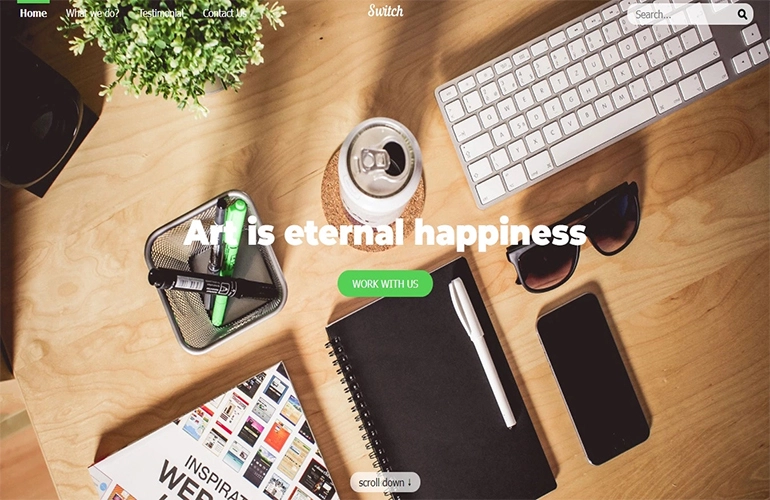 Home What we do? Testimonial Contact Us
Switch
Search...
Art is eternal happiness
WORK WITH US
INSPIRAT
WEB
scroll down ↓